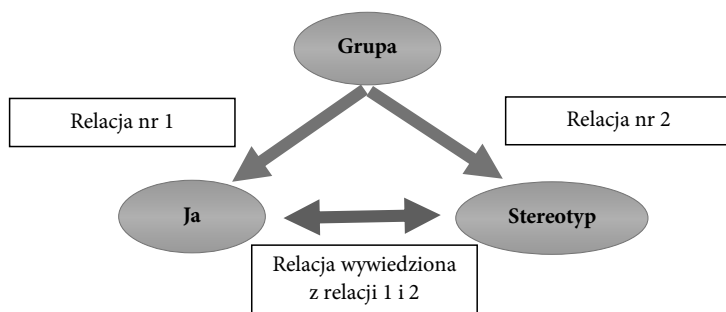 Grupa
Relacja nr 1
Relacja nr 2
Ja
Stereotyp
Relacja wywiedziona
z relacji 1 i 2